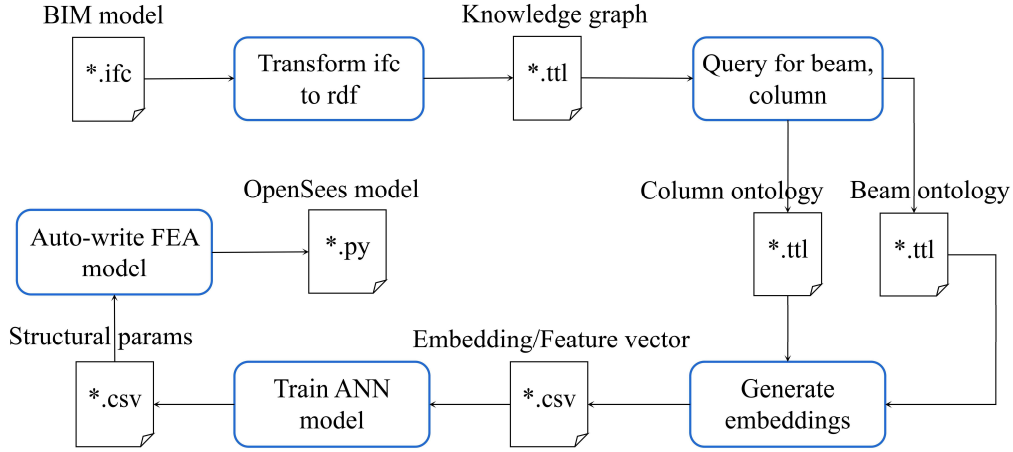 BIM model
*.ifc
Transform ifc
to rdf
Knowledge graph
*.ttl
Query for beam,
column
Column ontology
*.ttl
Beam ontology
*.ttl
Generate
embeddings
Embedding/Feature vector
*.csv
Train ANN
model
Structural params
*.csv
Auto-write FEA
model
OpenSees model
*.py